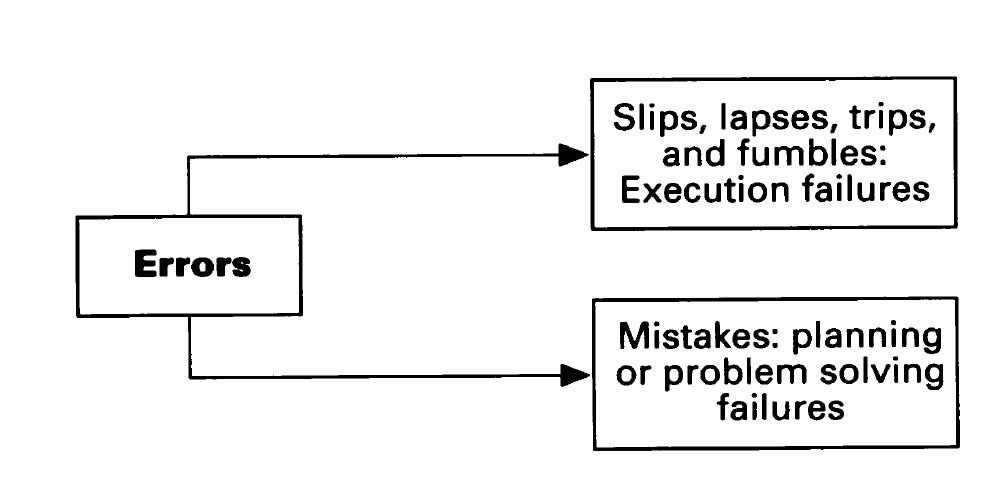 Errors
Slips, lapses, trips,
and fumbles:
Execution failures
Mistakes: planning
or problem solving
failures